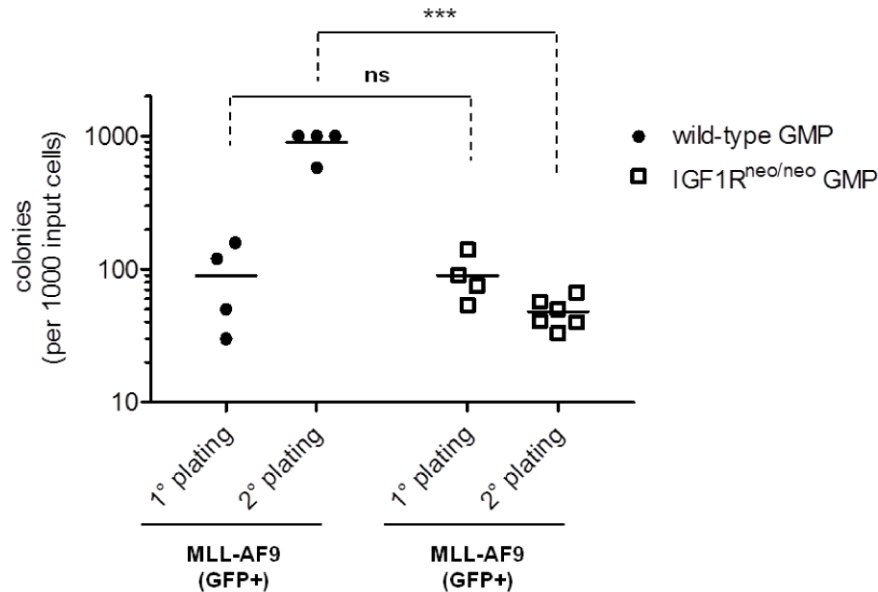 ***
ns
1000
100
10
colonies
(per 1000 input cells)
wild-type GMP
IGF1Rneo/neo GMP
1° plating
2° plating
1° plating
2° plating
MLL-AF9
(GFP+)
MLL-AF9
(GFP+)